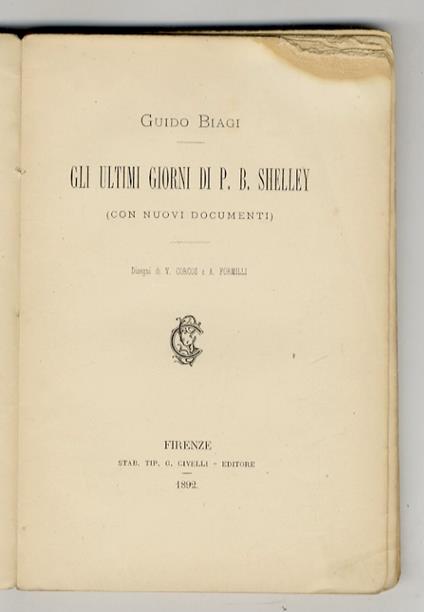 Guido Biagi
GLI ULTIMI GIORNI DI P. B. SHELLEY
(CON NUOVI DOCUMENTI)
Disegni di V. CORCOS e A. FORMILLI
FIRENZE
STAB. TIP. G. CIVELLI - EDITORE
1892.